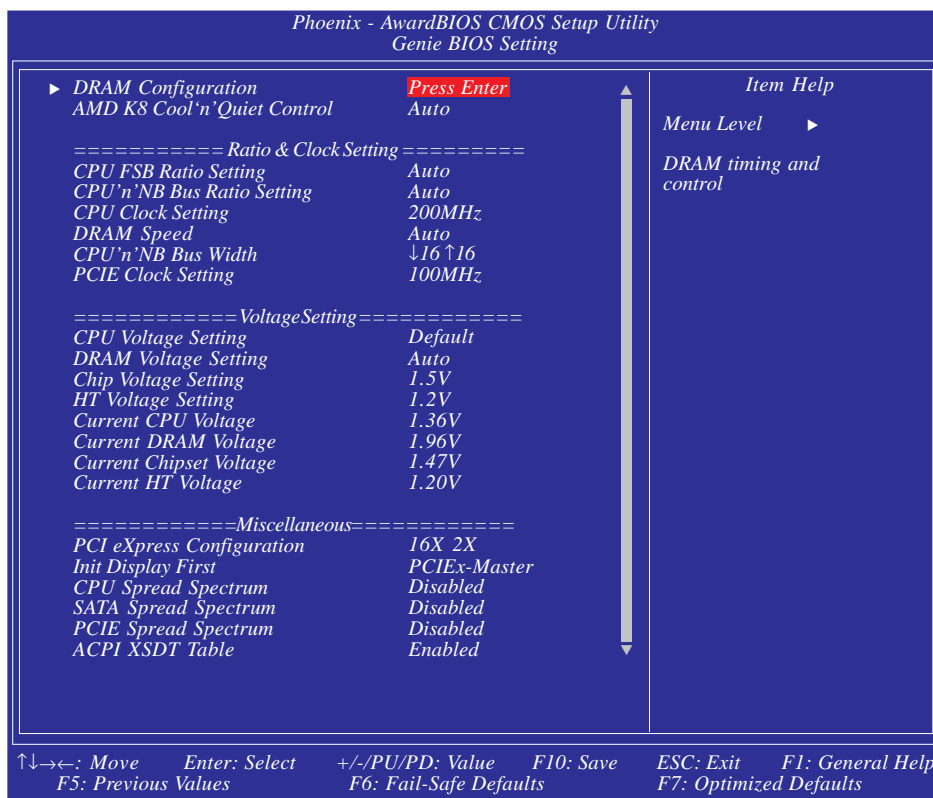 Phoenix - AwardBIOS CMOS Setup Utility
Genie BIOS Setting
▶ DRAM Configuration Press Enter
AMD K8 Cool‘n’Quiet Control Auto
=========== Ratio & Clock Setting =========
CPU FSB Ratio Setting Auto
CPU’n’NB Bus Ratio Setting Auto
CPU Clock Setting 200MHz
DRAM Speed Auto
CPU’n’NB Bus Width ↓16 ↑16
PCIE Clock Setting 100MHz
============ Voltage Setting ============
CPU Voltage Setting Default
DRAM Voltage Setting Auto
Chip Voltage Setting 1.5V
HT Voltage Setting 1.2V
Current CPU Voltage 1.36V
Current DRAM Voltage 1.96V
Current Chipset Voltage 1.47V
Current HT Voltage 1.20V
============Miscellaneous============
PCI eXpress Configuration 16X 2X
Init Display First PCIEx-Master
CPU Spread Spectrum Disabled
SATA Spread Spectrum Disabled
PCIE Spread Spectrum Disabled
ACPI XSDT Table Enabled
Item Help
Menu Level ▶
DRAM timing and
control
↑↓→←: Move Enter: Select +/-/PU/PD: Value F10: Save ESC: Exit F1: General Help
F5: Previous Values F6: Fail-Safe Defaults F7: Optimized Defaults